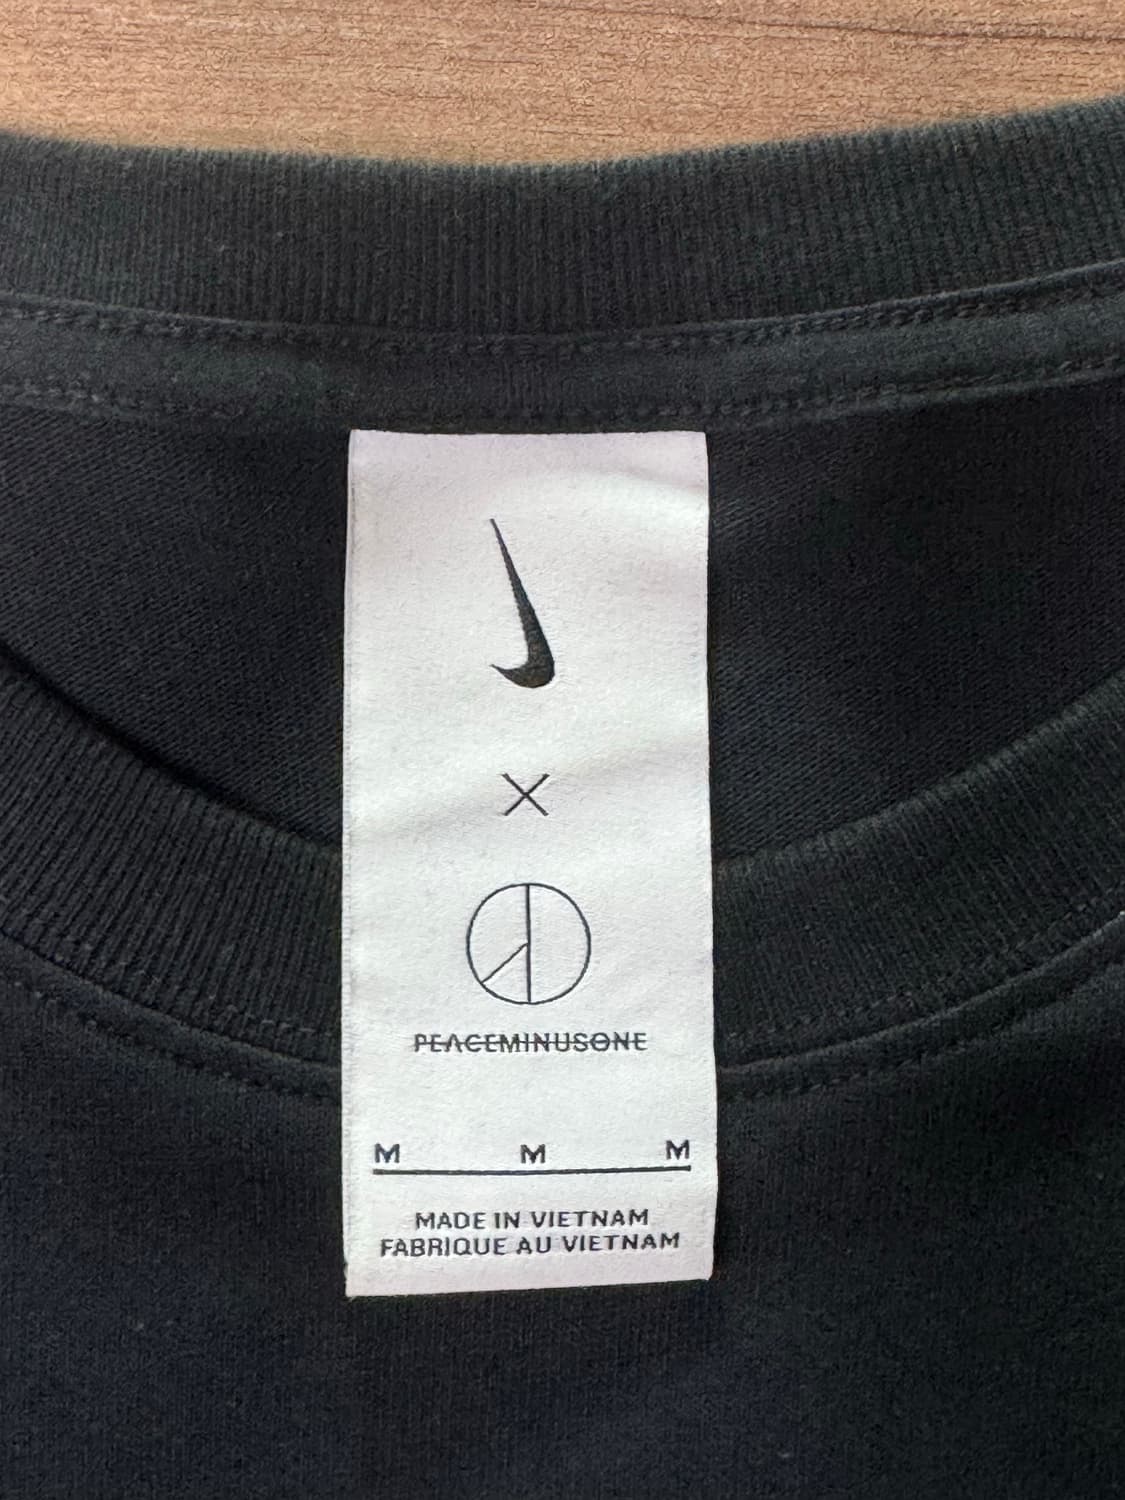 ×
PEACEMINUSONE
M M M
MADE IN VIETNAM
FABRIQUE AU VIETNAM